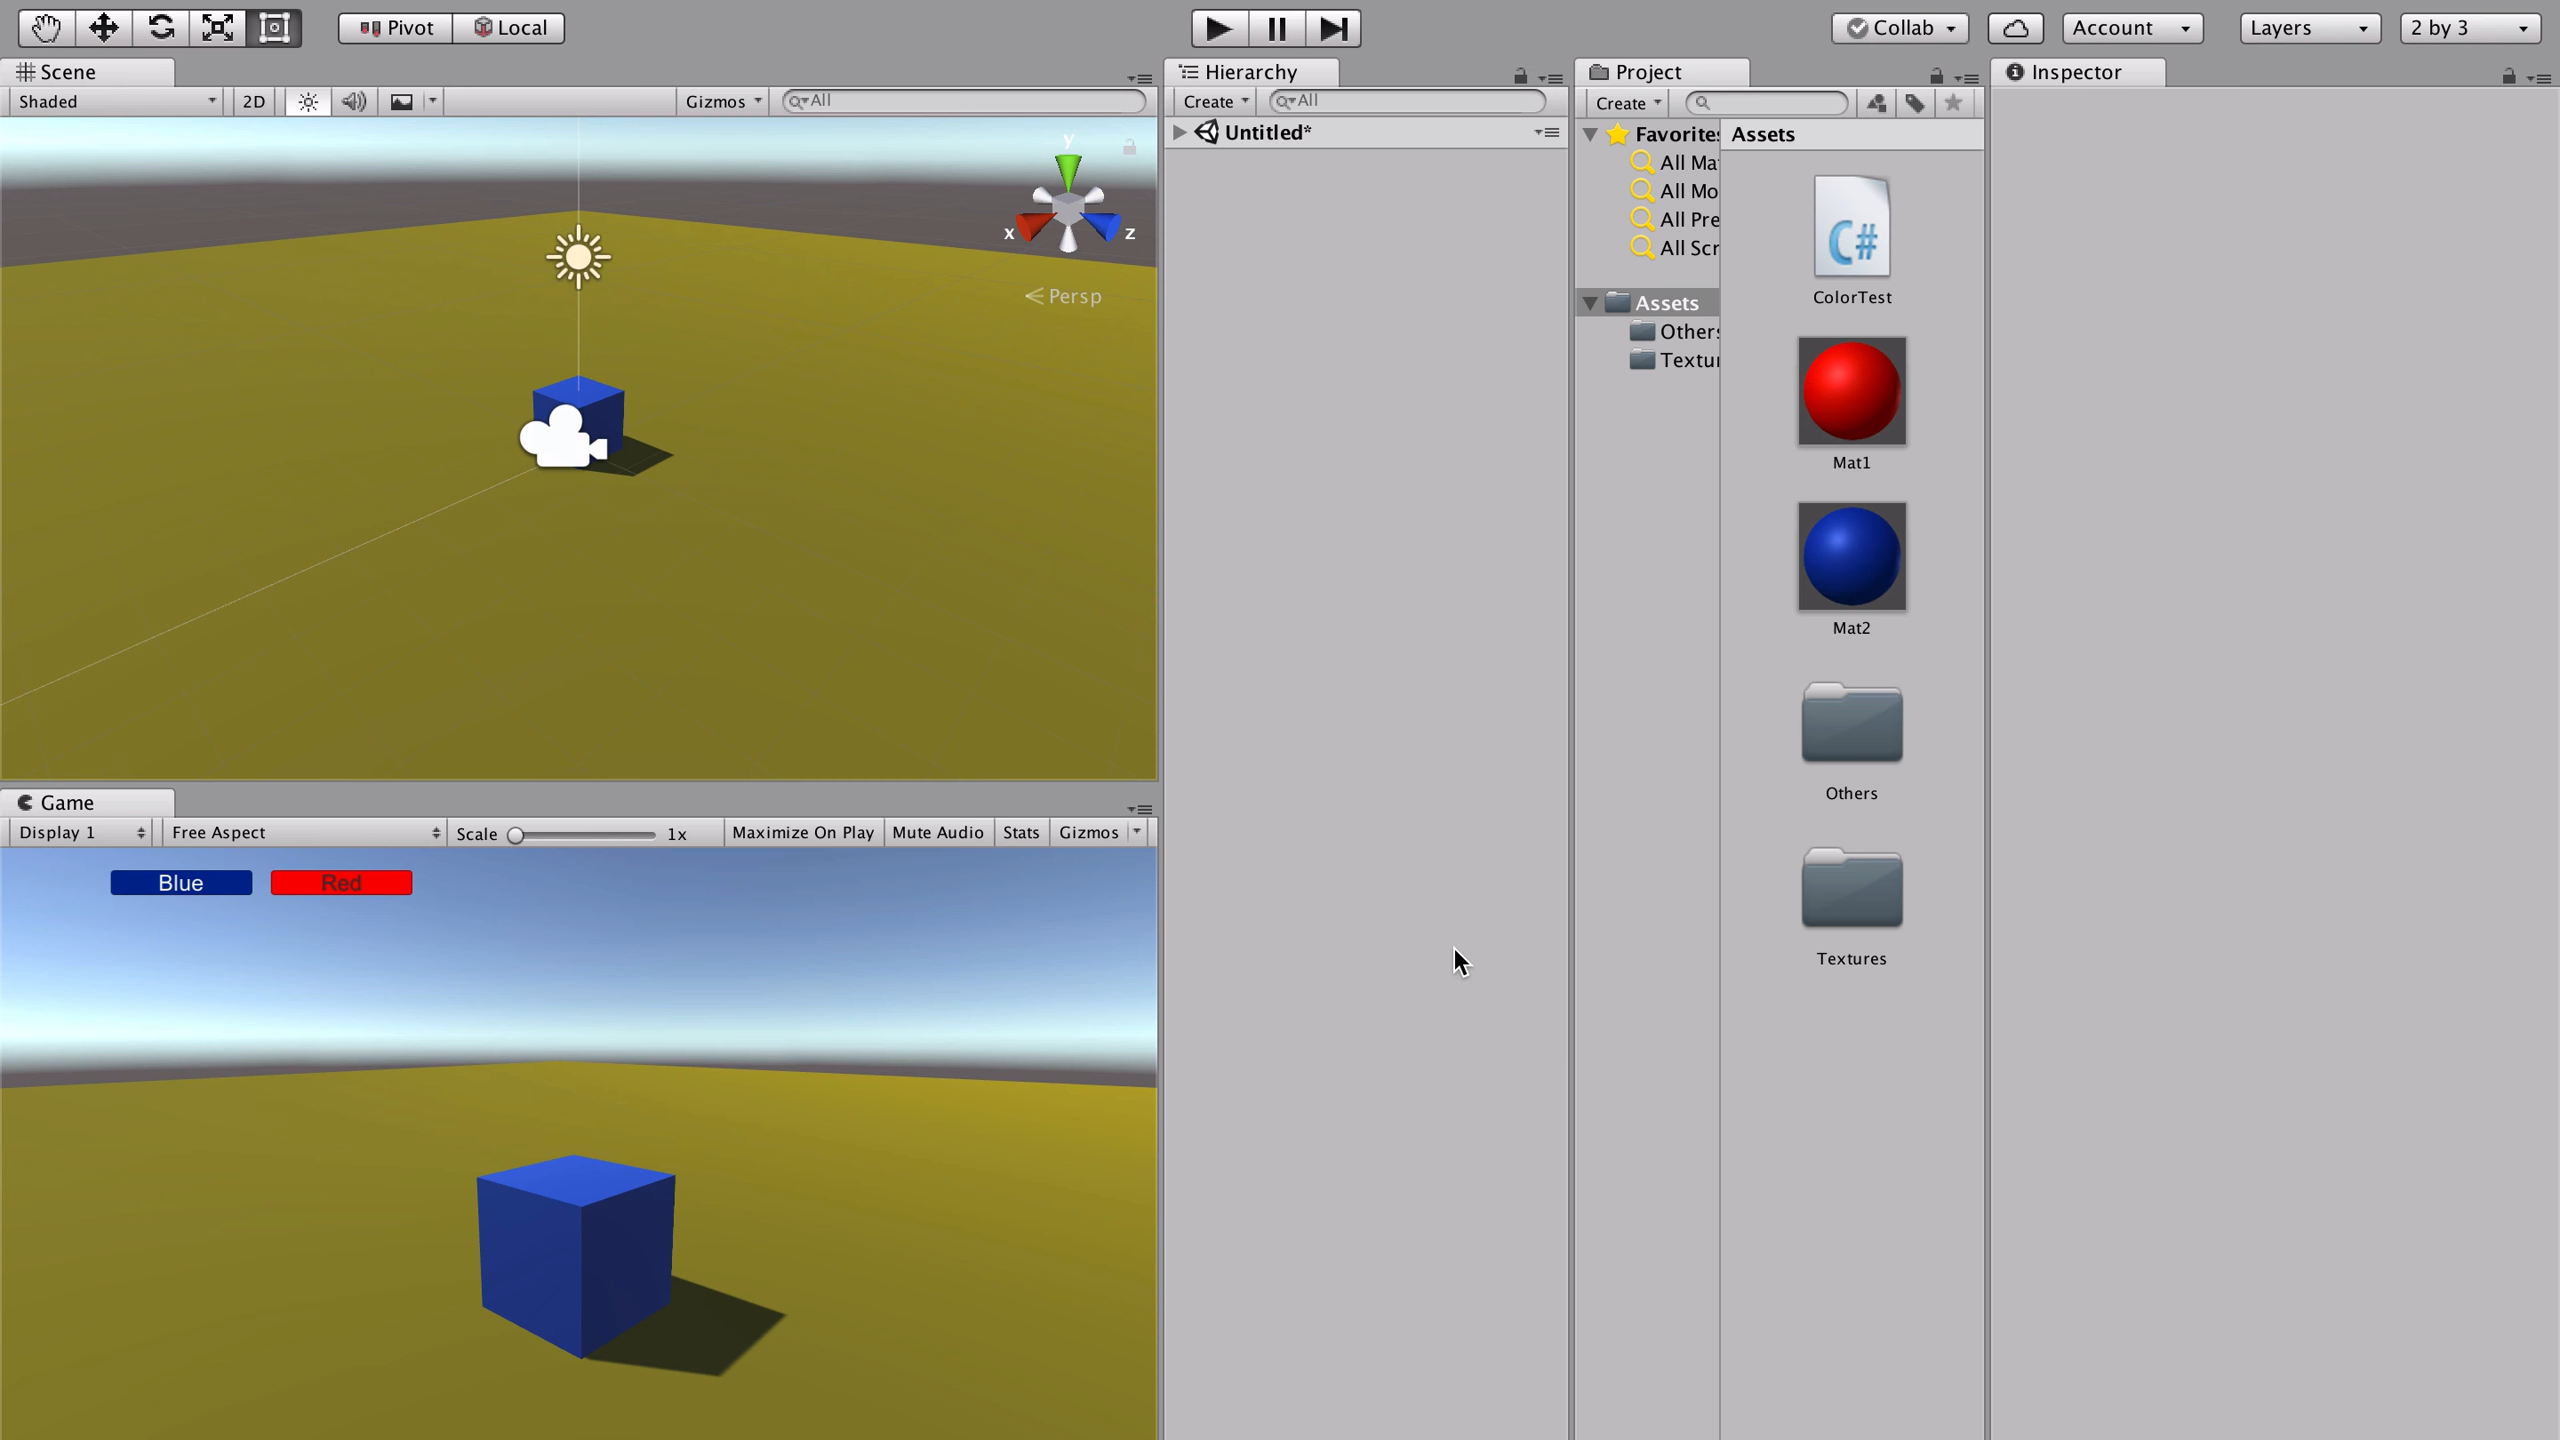 Pivot Local Collab Account Layers 2 by 3
Scene
Shaded 2D Gizmos All
y
x z
Persp
Game
Display 1 Free Aspect Scale 1x Maximize On Play Mute Audio Stats Gizmos
Blue Red
Hierarchy
Create All
Untitled*
Project
Create
Favorites
All Ma
All Mo
All Pre
All Scr
Assets
Others
Textur
Assets
C#
ColorTest
Mat1
Mat2
Others
Textures
Inspector